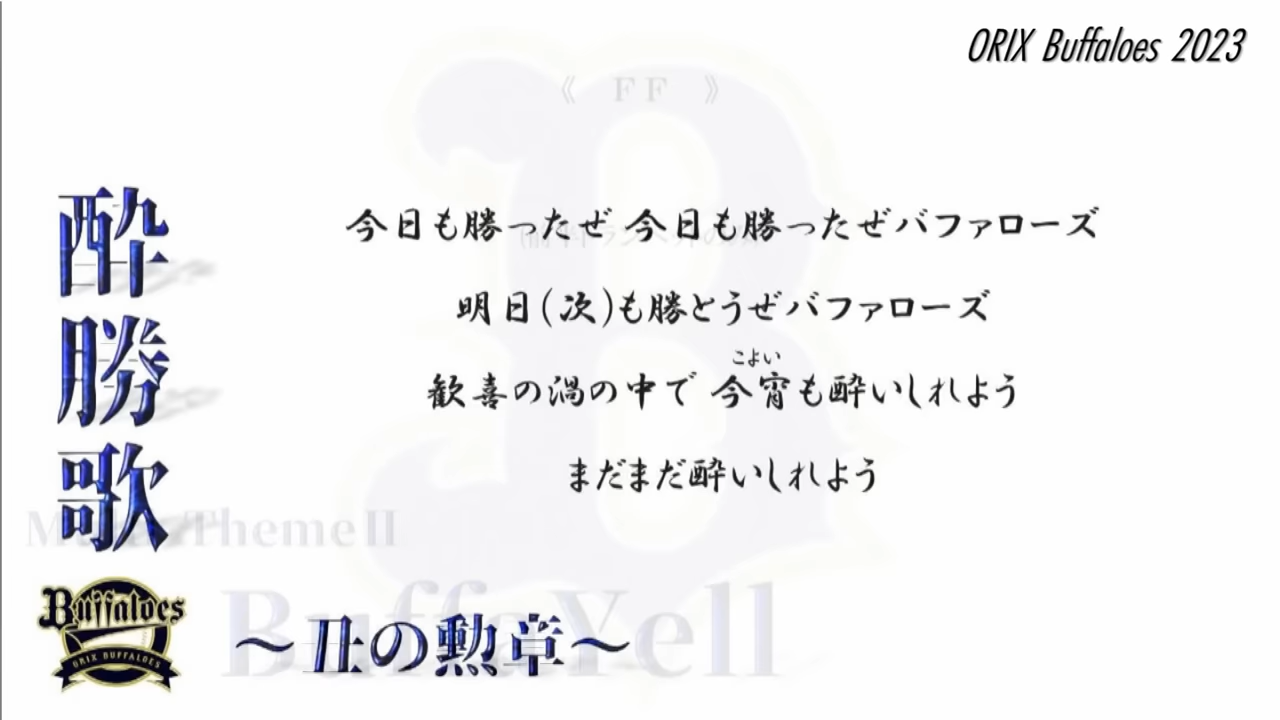 ORIX Buffaloes 2023
《 FF 》
酔勝歌
今日も勝ったぜ 今日も勝ったぜバファローズ
明日(次)も勝とうぜバファローズ
こよい
歓喜の渦の中で 今宵も酔いしれよう
まだまだ酔いしれよう
Theme II
BuffaYell
Buffaloes
ORIX BUFFALOES
～丑の勲章～